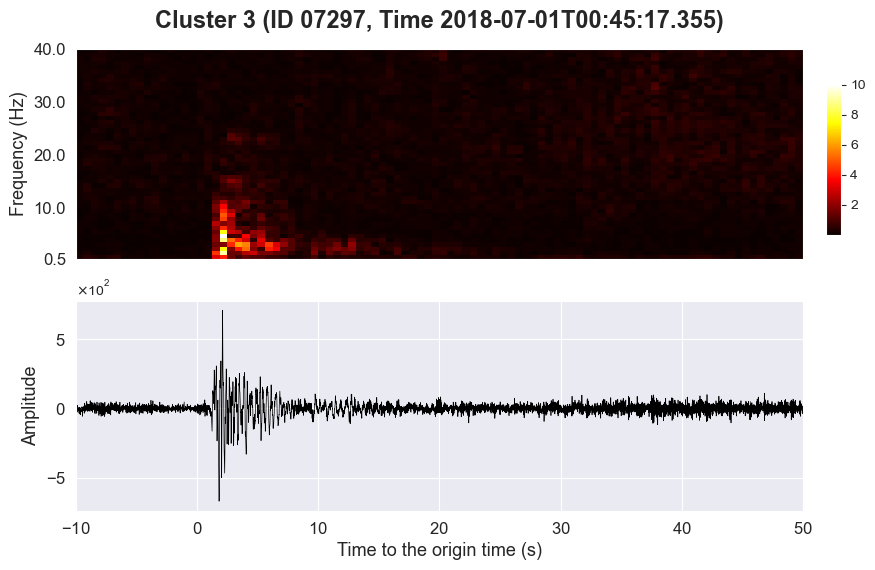 Cluster 3 (ID 07297, Time 2018-07-01T00:45:17.355)
40.0
30.0
20.0
10.0
0.5
Frequency (Hz)
10
8
6
4
2
×10²
5
0
−5
Amplitude
−10 0 10 20 30 40 50
Time to the origin time (s)